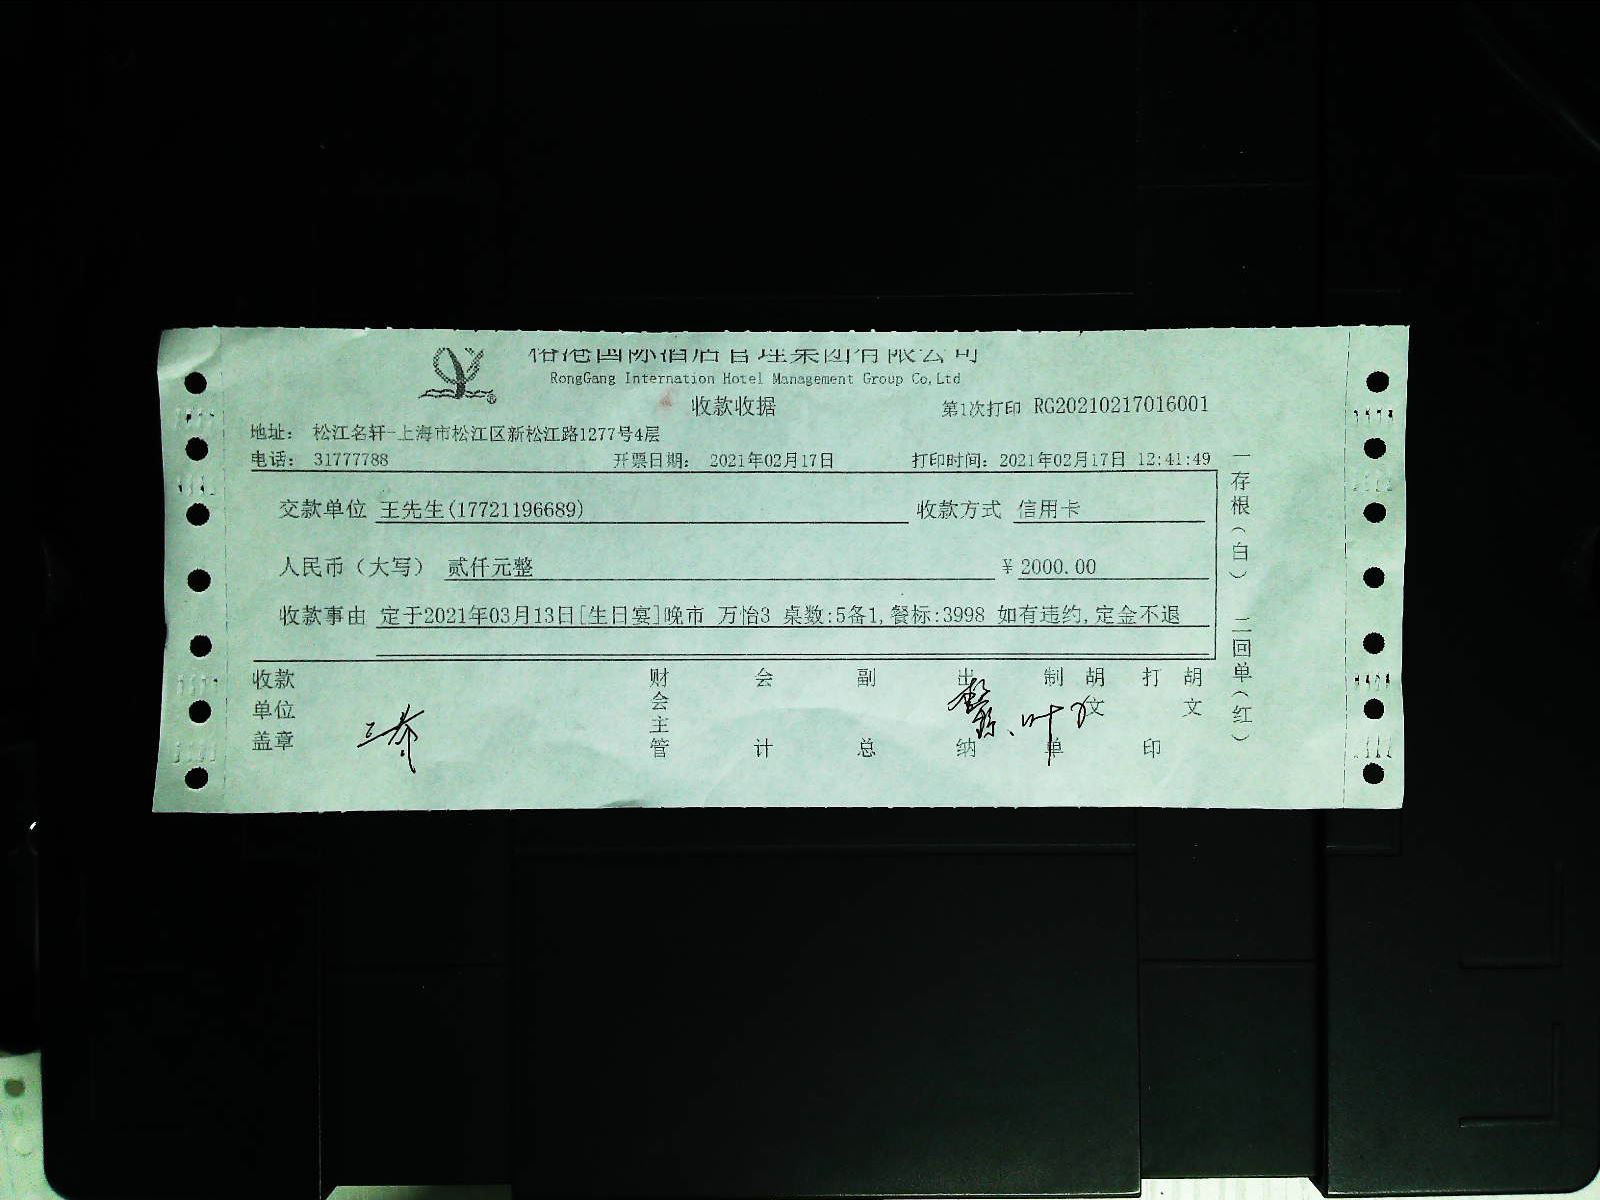 榕港国际酒店管理集团有限公司
RongGang Internation Hotel Management Group Co,Ltd
收款收据
第1次打印 RG20210217016001
地址： 松江名轩-上海市松江区新松江路1277号4层
电话： 31777788 开票日期： 2021年02月17日 打印时间：2021年02月17日 12:41:49
交款单位 王先生(17721196689) 收款方式 信用卡
人民币（大写） 贰仟元整 ￥2000.00
收款事由 定于2021年03月13日[生日宴]晚市 万怡3 桌数:5备1,餐标:3998 如有违约,定金不退
收款单位盖章
财会主管 会计 副总 出纳 制单 胡文 打印 胡文
一存根（白） 二回单（红）